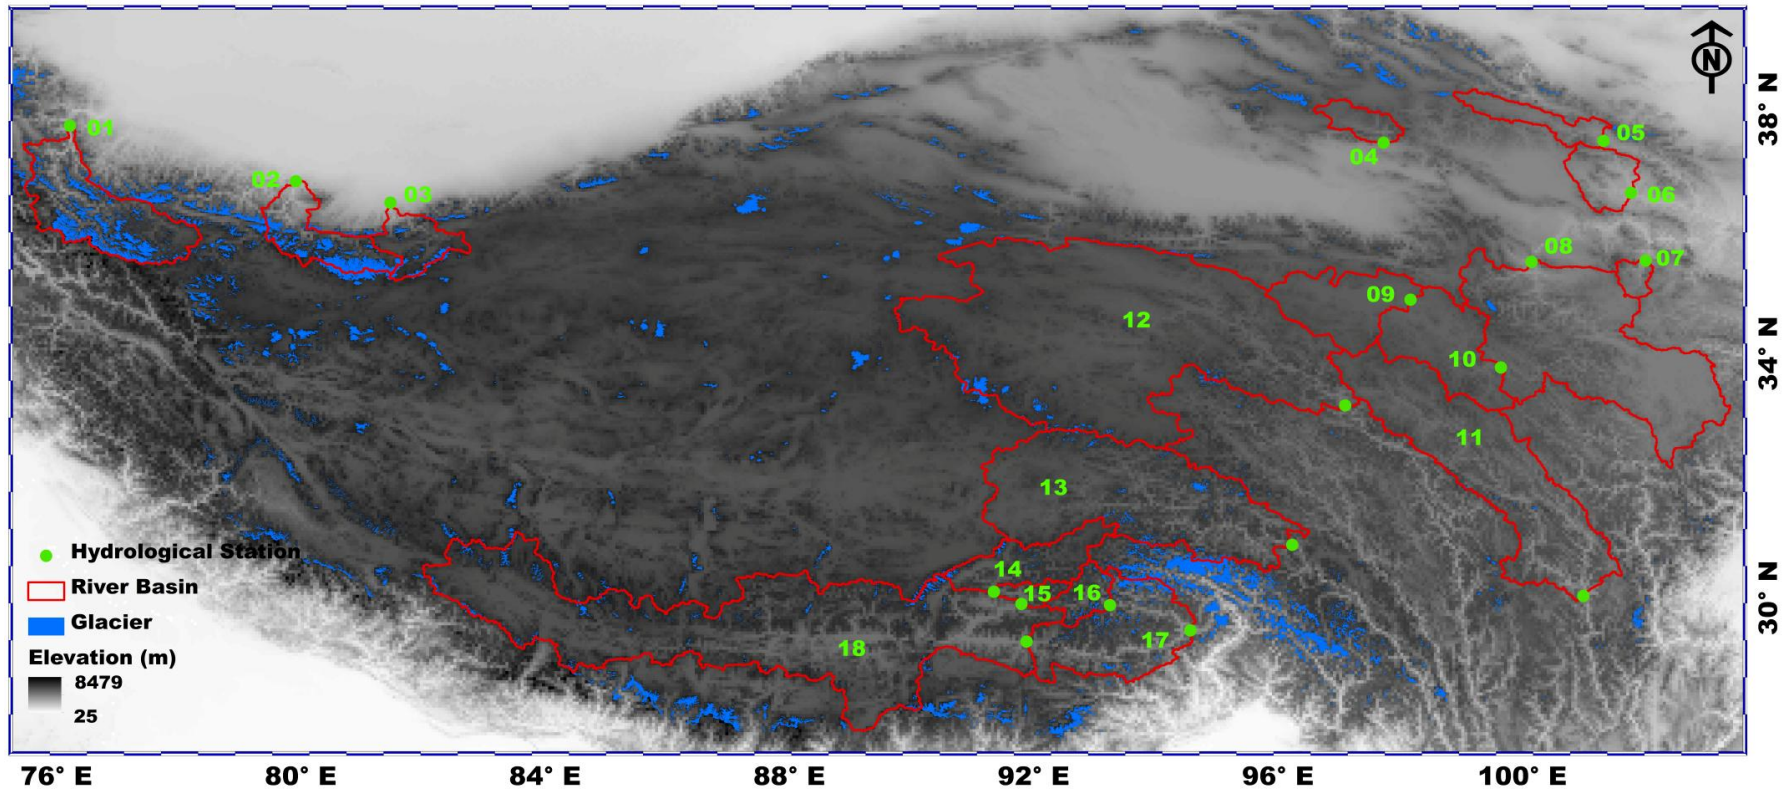 N
38° N
34° N
30° N
01
02
03
04
05
06
07
08
09
10
11
12
13
14
15
16
17
18
Hydrological Station
River Basin
Glacier
Elevation (m)
8479
25
76° E
80° E
84° E
88° E
92° E
96° E
100° E